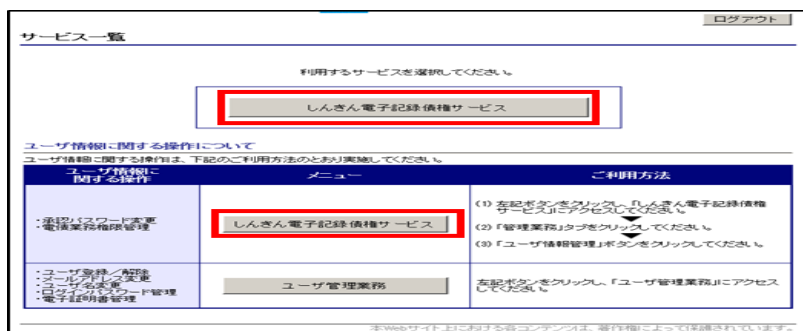 ログアウト
サービス一覧
利用するサービスを選択してください。
しんきん電子記録債権サービス
ユーザ情報に関する操作について
ユーザ情報に関する操作は、下記のご利用方法のとおり実施してください。
ユーザ情報に
関する操作
メニュー
ご利用方法
・承認パスワード変更
・電債業務権限管理
しんきん電子記録債権サービス
(1) 左記ボタンをクリックし、「しんきん電子記録債権
サービス」にアクセスしてください。
(2)「管理業務」タブをクリックしてください。
(3)「ユーザ情報管理」ボタンをクリックしてください。
・ユーザ登録／解除
・メールアドレス変更
・ユーザ名変更
・ログインパスワード管理
・電子証明書管理
ユーザ管理業務
左記ボタンをクリックし、「ユーザ管理業務」にアクセス
してください。
本Webサイト上における各コンテンツは、著作権によって保護されています。